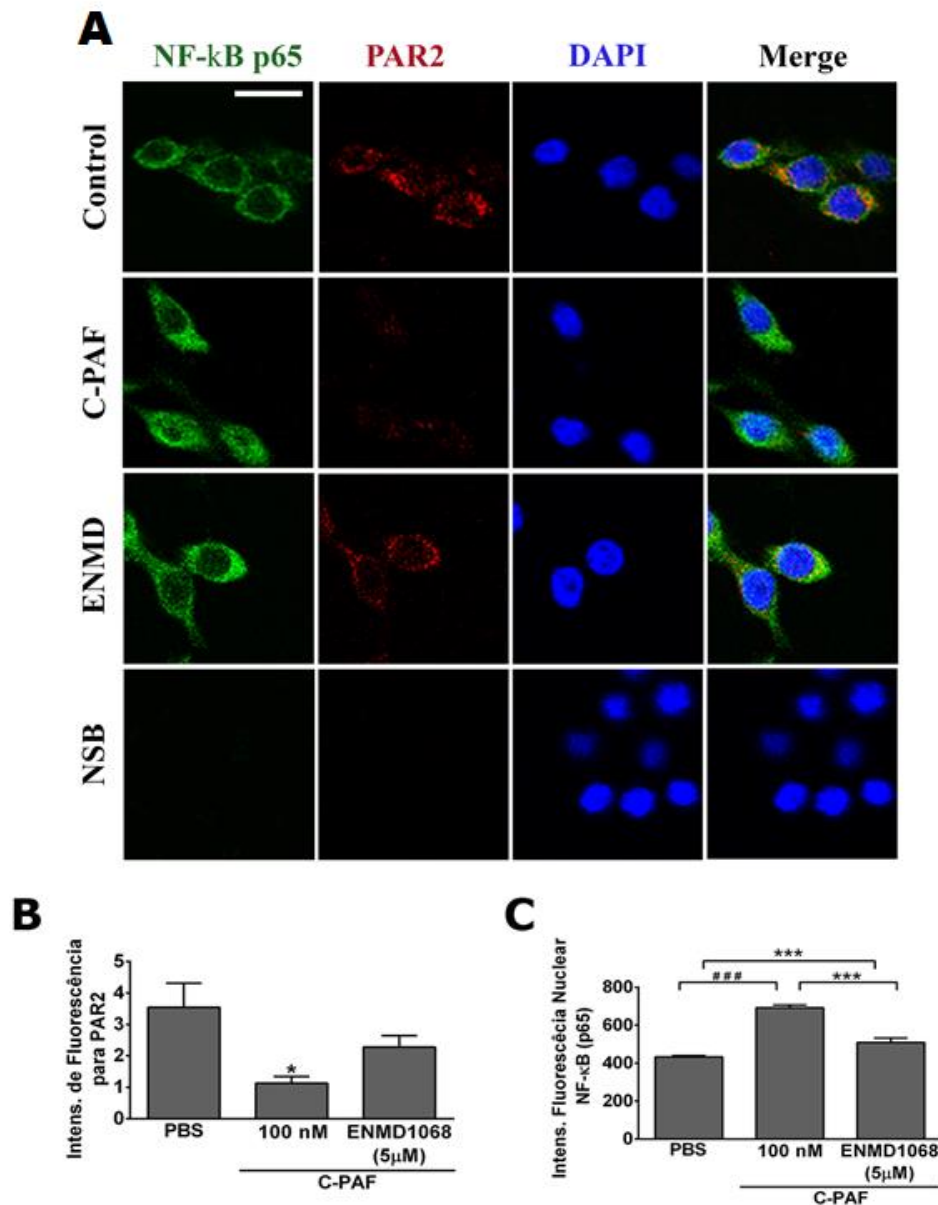 A
NF-kB p65 PAR2 DAPI Merge
Control
C-PAF
ENMD
NSB
B
Intens. de Fluorescência
para PAR2
5
4
3
2
1
0
*
PBS 100 nM ENMD1068
(5µM)
C-PAF
C
Intens. Fluorescêcia Nuclear
NF-κB (p65)
800
600
400
200
0
***
### ***
PBS 100 nM ENMD1068
(5µM)
C-PAF